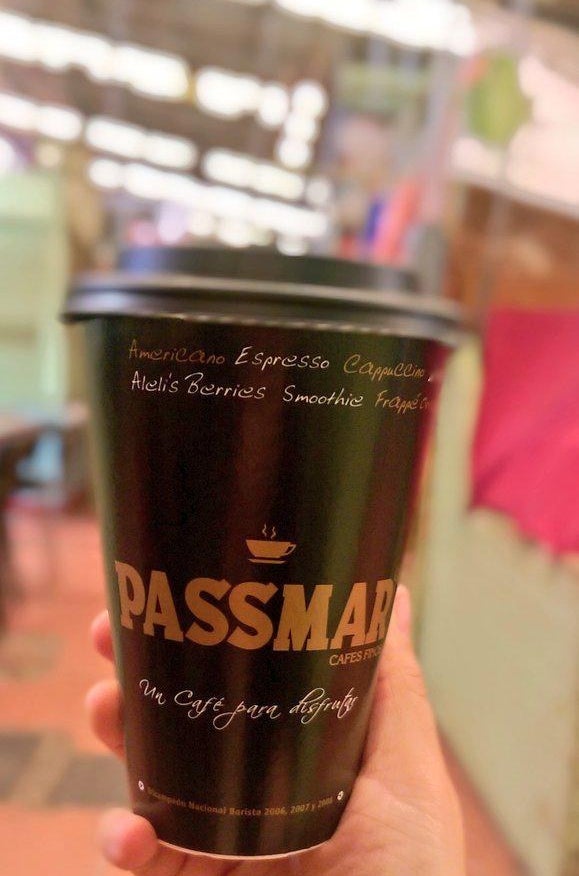 Americano Espresso Cappuccino
Aleli's Berries Smoothie Frappé
PASSMAR
CAFES FINOS
Un Café para disfrutar
Nacional Barista 2006, 2007 y 2008